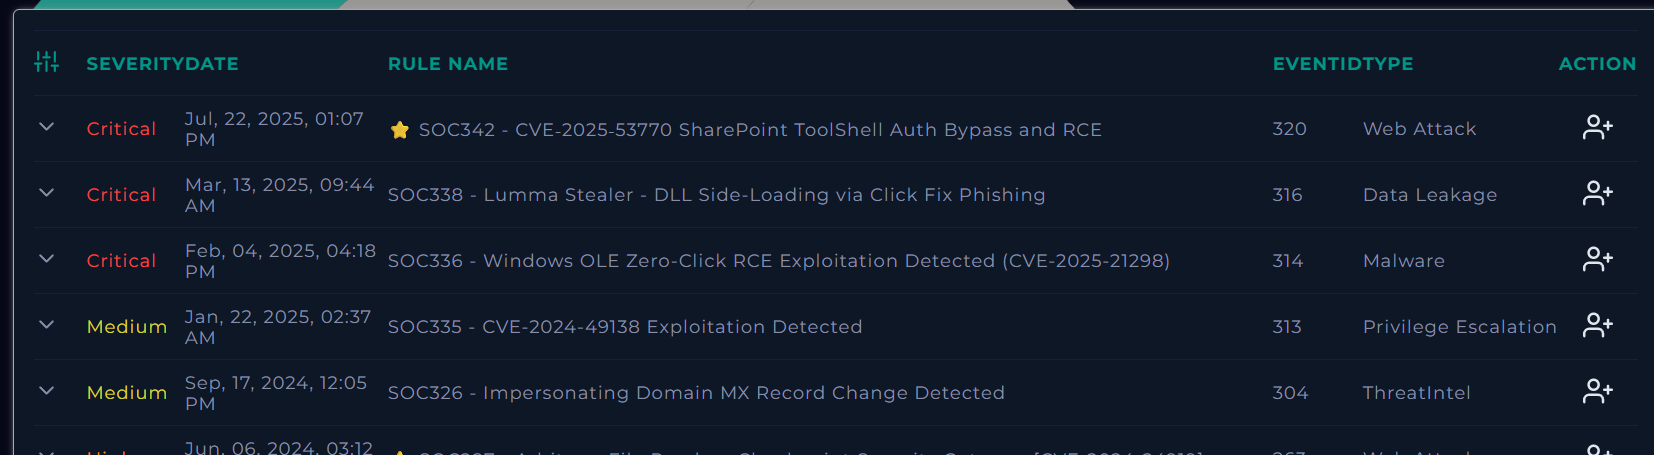 SEVERITY DATE RULE NAME EVENTID TYPE ACTION
Critical Jul, 22, 2025, 01:07 PM SOC342 - CVE-2025-53770 SharePoint ToolShell Auth Bypass and RCE 320 Web Attack
Critical Mar, 13, 2025, 09:44 AM SOC338 - Lumma Stealer - DLL Side-Loading via Click Fix Phishing 316 Data Leakage
Critical Feb, 04, 2025, 04:18 PM SOC336 - Windows OLE Zero-Click RCE Exploitation Detected (CVE-2025-21298) 314 Malware
Medium Jan, 22, 2025, 02:37 AM SOC335 - CVE-2024-49138 Exploitation Detected 313 Privilege Escalation
Medium Sep, 17, 2024, 12:05 PM SOC326 - Impersonating Domain MX Record Change Detected 304 ThreatIntel
Jun, 06, 2024, 03:12